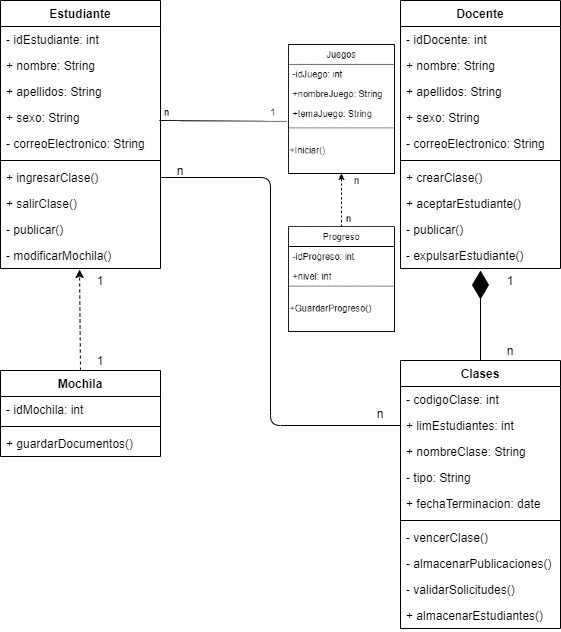 Estudiante
- idEstudiante: int
+ nombre: String
+ apellidos: String
+ sexo: String
- correoElectronico: String
+ ingresarClase()
+ salirClase()
- publicar()
- modificarMochila()
n
1
Juegos
-idJuego: int
+nombreJuego: String
+temaJuego: String
+Iniciar()
n
n
Progreso
-idProgreso: int
+nivel: int
+GuardarProgreso()
Docente
- idDocente: int
+ nombre: String
+ apellidos: String
+ sexo: String
- correoElectronico: String
+ crearClase()
+ aceptarEstudiante()
- publicar()
- expulsarEstudiante()
1
n
n
n
1
1
Mochila
- idMochila: int
+ guardarDocumentos()
Clases
- codigoClase: int
+ limEstudiantes: int
+ nombreClase: String
- tipo: String
+ fechaTerminacion: date
- vencerClase()
- almacenarPublicaciones()
- validarSolicitudes()
+ almacenarEstudiantes()